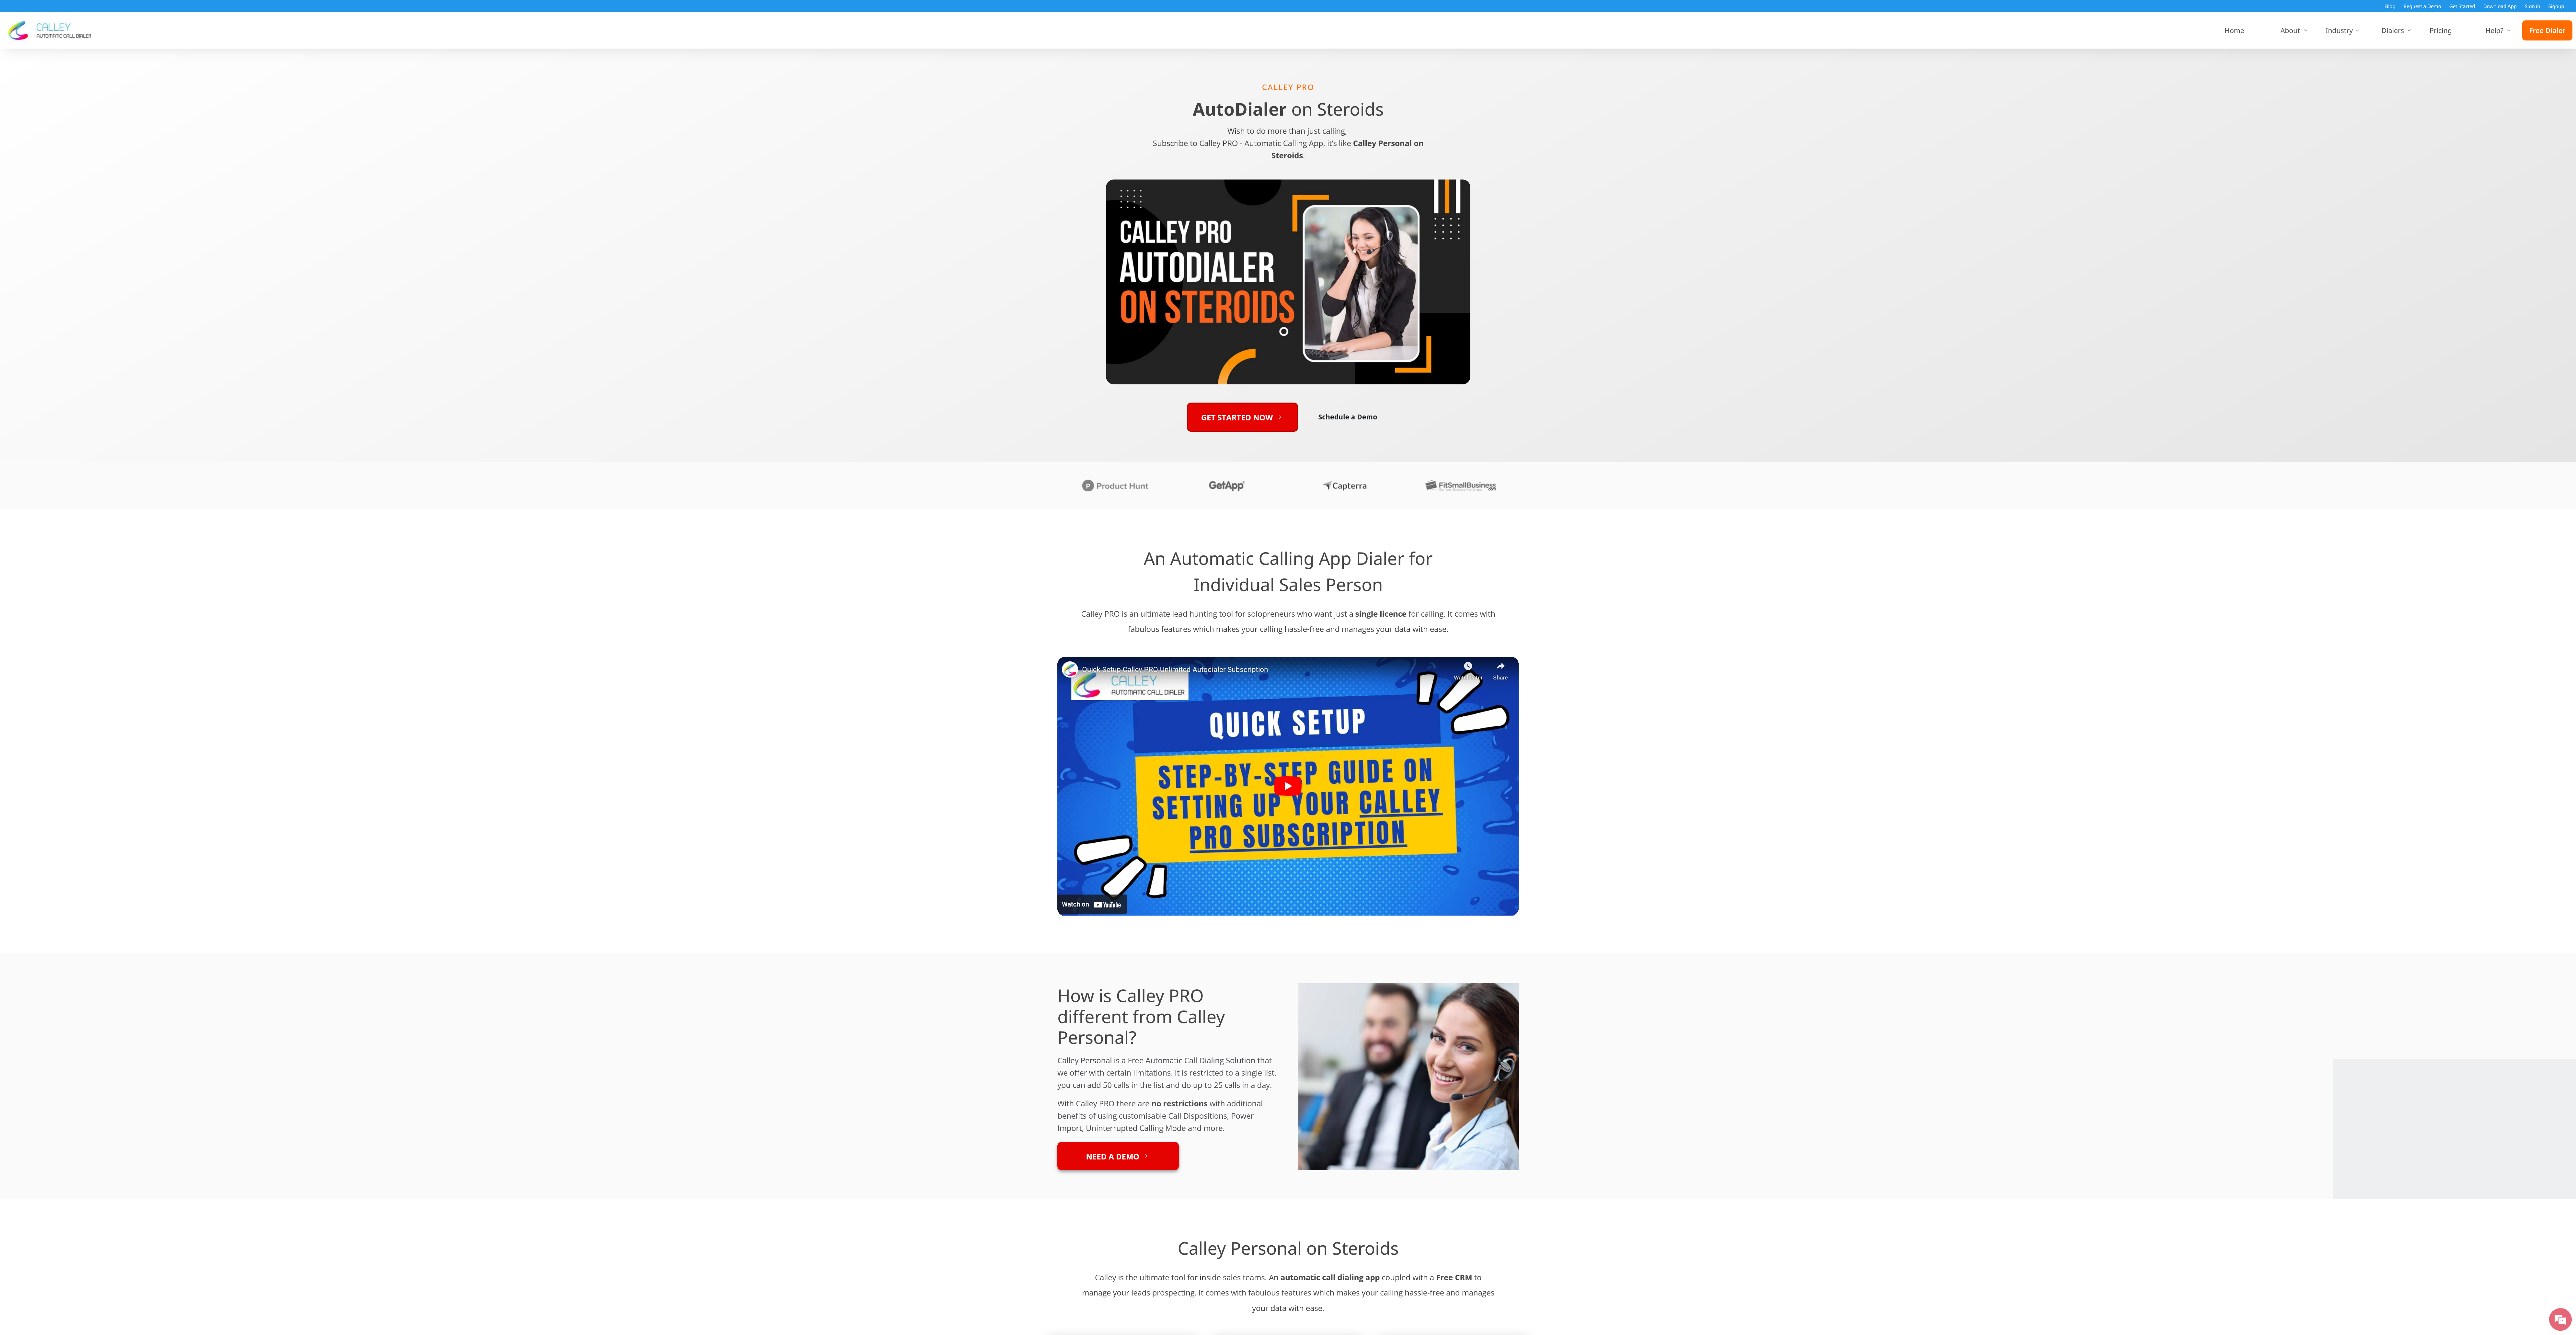 Blog Request a Demo Get Started Download App Sign in Signup
CALLEY
AUTOMATIC CALL DIALER
Home About Industry Dialers Pricing Help? Free Dialer
CALLEY PRO
AutoDialer on Steroids
Wish to do more than just calling,
Subscribe to Calley PRO - Automatic Calling App, it's like Calley Personal on
Steroids.
CALLEY PRO
AUTODIALER
ON STEROIDS
GET STARTED NOW
Schedule a Demo
Product Hunt
GetApp
Capterra
FitSmallBusiness
.com
An Automatic Calling App Dialer for
Individual Sales Person
Calley PRO is an ultimate lead hunting tool for solopreneurs who want just a single licence for calling. It comes with
fabulous features which makes your calling hassle-free and manages your data with ease.
Quick Setup Calley PRO Unlimited Autodialer Subscription
Watch later Share
CALLEY
AUTOMATIC CALL DIALER
QUICK SETUP
STEP-BY-STEP GUIDE ON
SETTING UP YOUR CALLEY
PRO SUBSCRIPTION
Watch on YouTube
How is Calley PRO
different from Calley
Personal?
Calley Personal is a Free Automatic Call Dialing Solution that
we offer with certain limitations. It is restricted to a single list,
you can add 50 calls in the list and do up to 25 calls in a day.
With Calley PRO there are no restrictions with additional
benefits of using customisable Call Dispositions, Power
Import, Uninterrupted Calling Mode and more.
NEED A DEMO
Calley Personal on Steroids
Calley is the ultimate tool for inside sales teams. An automatic call dialing app coupled with a Free CRM to
manage your leads prospecting. It comes with fabulous features which makes your calling hassle-free and manages
your data with ease.